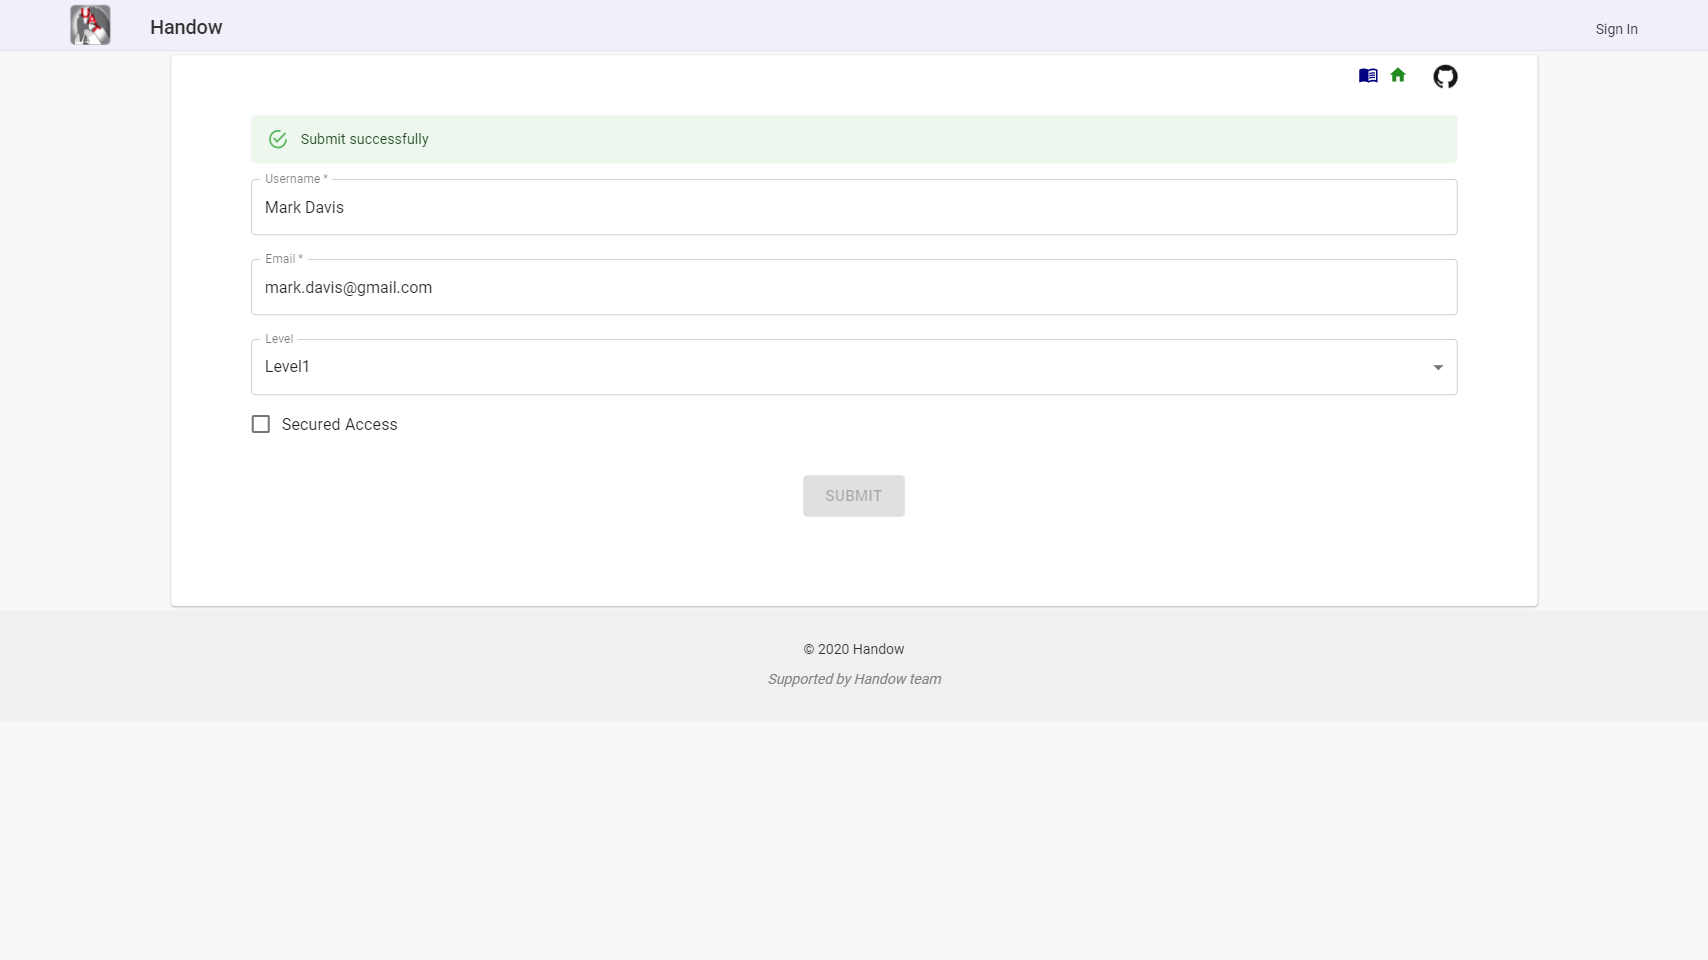 Handow
Sign In
Submit successfully
Username *
Mark Davis
Email *
mark.davis@gmail.com
Level
Level1
Secured Access
SUBMIT
© 2020 Handow
Supported by Handow team